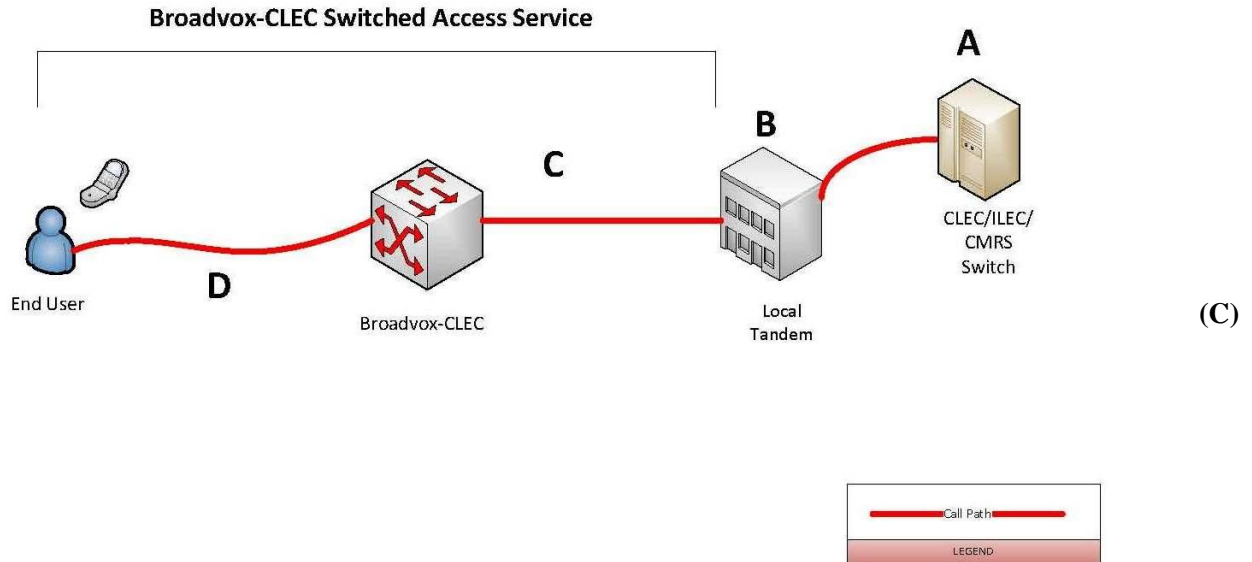 Broadvox-CLEC Switched Access Service
A
B
C
CLEC/ILEC/
CMRS
Switch
D
End User
Broadvox-CLEC
Local
Tandem
(C)
Call Path
LEGEND